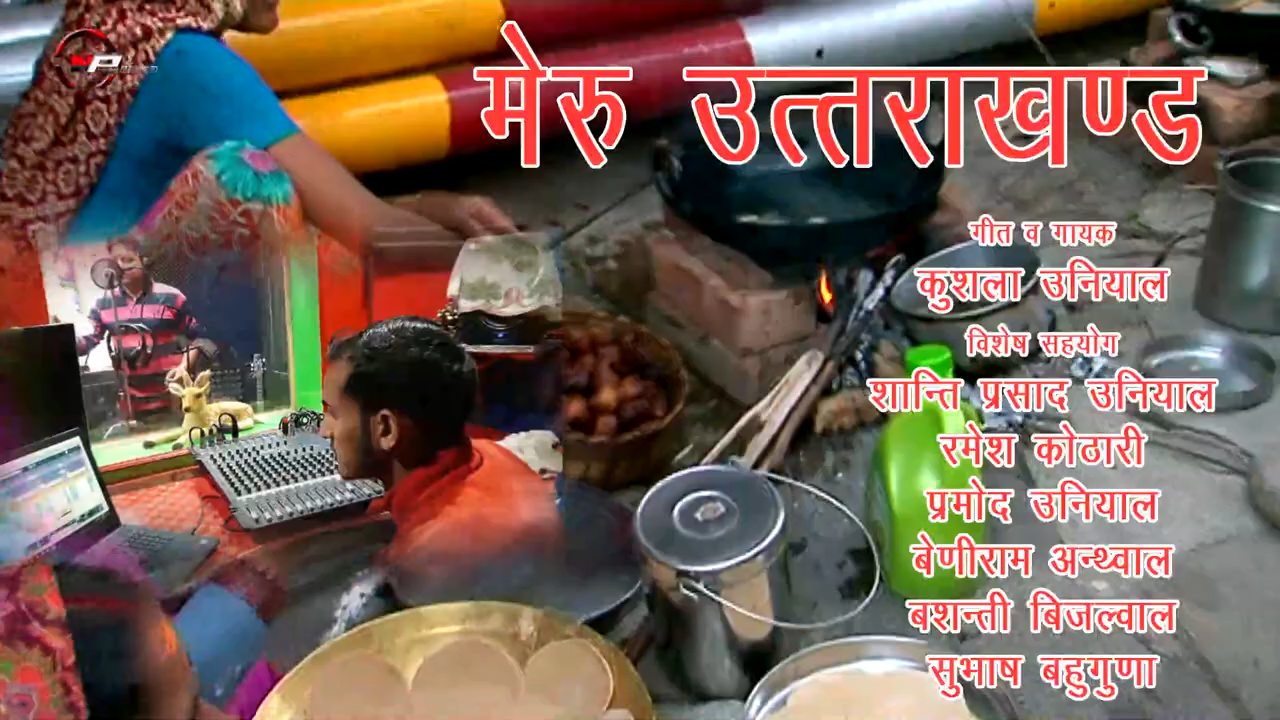 मेरु उत्तराखण्ड
गीत व गायक
कुशला उनियाल
विशेष सहयोग
शान्ति प्रसाद उनियाल
रमेश कोठारी
प्रमोद उनियाल
बेणीराम अन्थ्वाल
बशन्ती बिजल्वाल
सुभाष बहुगुणा